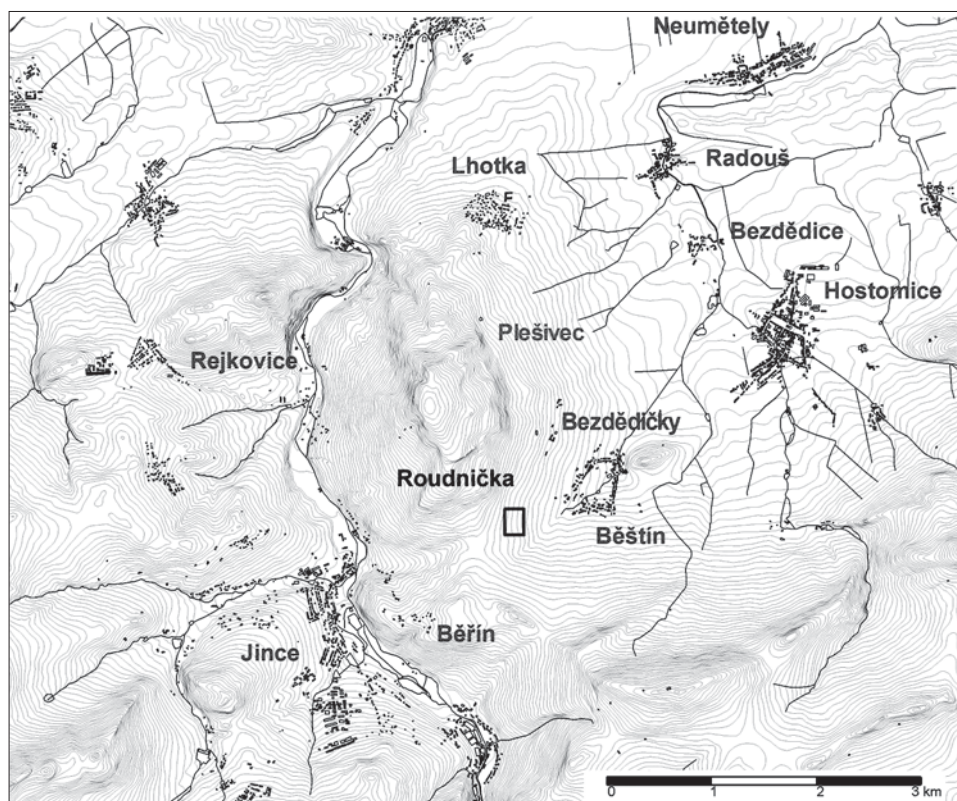 Neumětely
Lhotka
Radouš
Bezdědice
Hostomice
Plešivec
Rejkovice
Bezdědičky
Roudnička
Běštín
Běřín
Jince
0 1 2 3 km